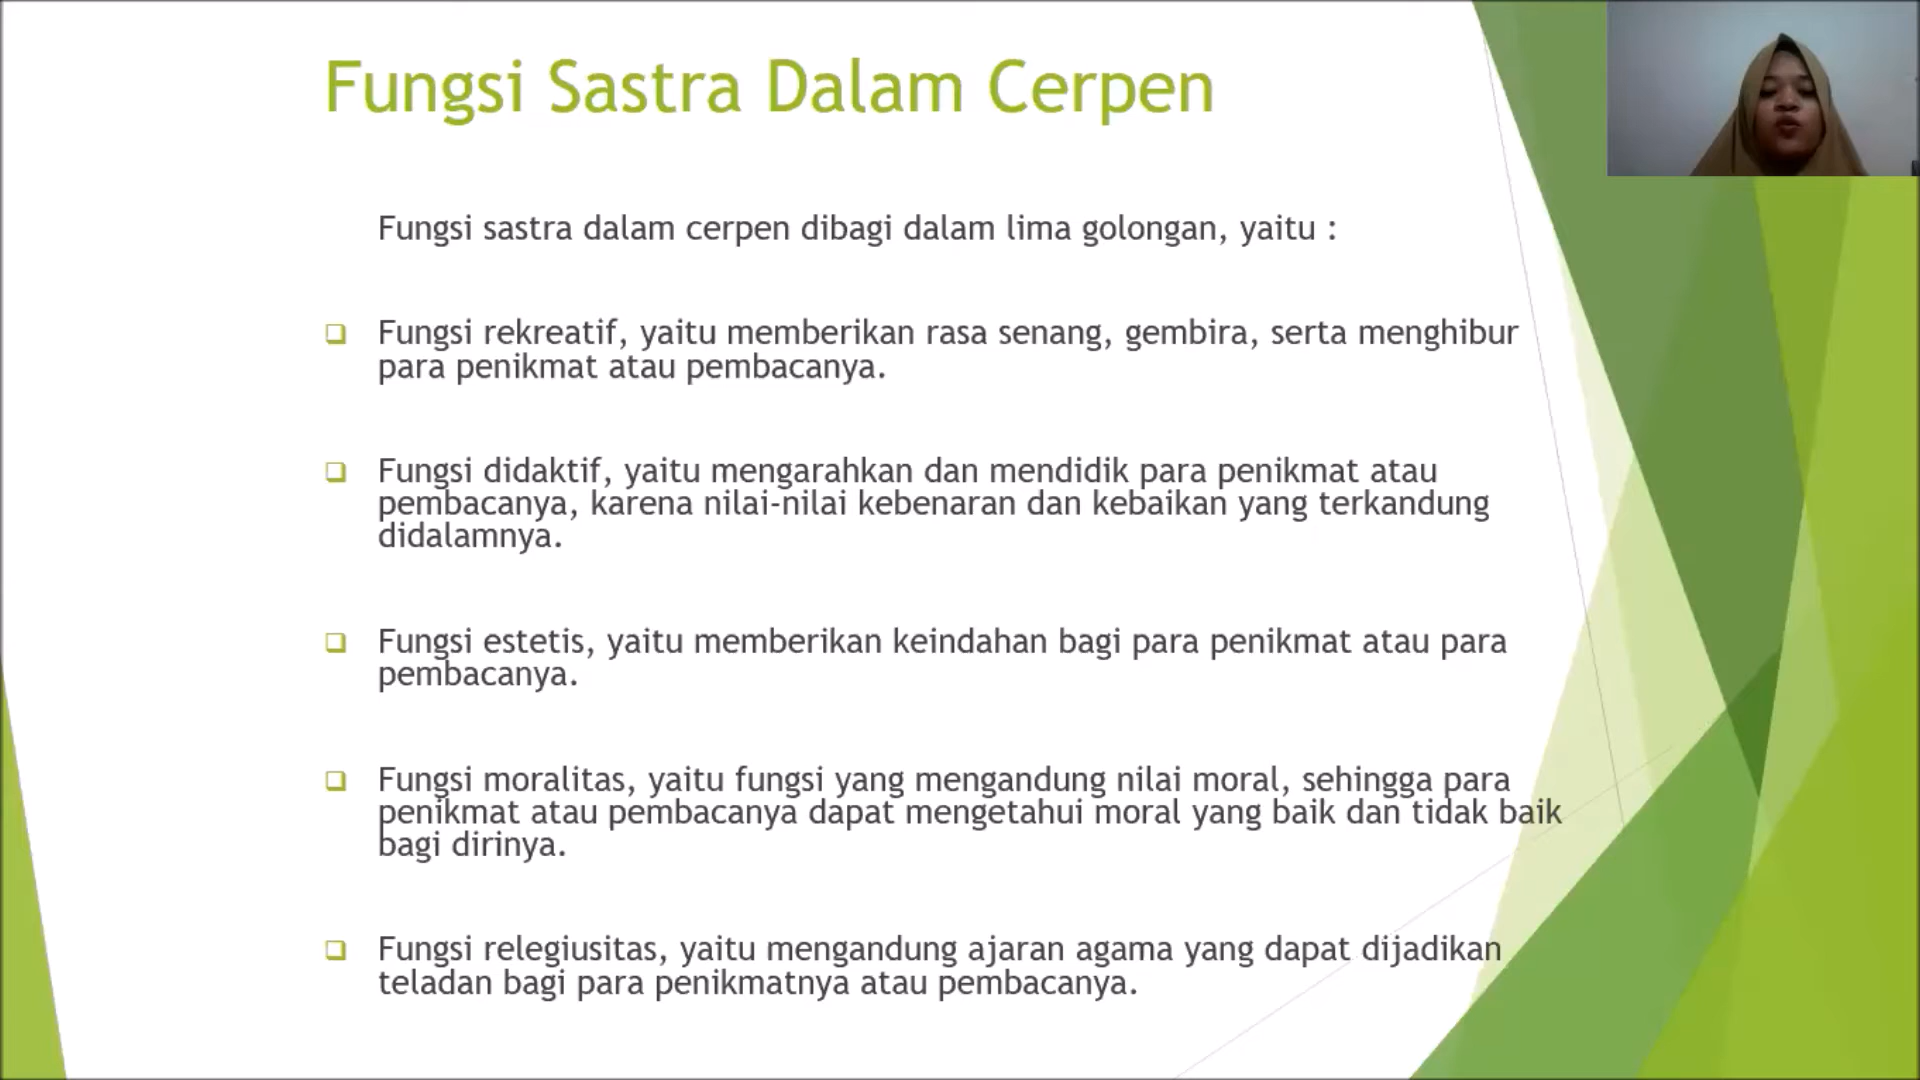 Fungsi Sastra Dalam Cerpen
Fungsi sastra dalam cerpen dibagi dalam lima golongan, yaitu :
Fungsi rekreatif, yaitu memberikan rasa senang, gembira, serta menghibur
para penikmat atau pembacanya.
Fungsi didaktif, yaitu mengarahkan dan mendidik para penikmat atau
pembacanya, karena nilai-nilai kebenaran dan kebaikan yang terkandung
didalamnya.
Fungsi estetis, yaitu memberikan keindahan bagi para penikmat atau para
pembacanya.
Fungsi moralitas, yaitu fungsi yang mengandung nilai moral, sehingga para
penikmat atau pembacanya dapat mengetahui moral yang baik dan tidak baik
bagi dirinya.
Fungsi relegiusitas, yaitu mengandung ajaran agama yang dapat dijadikan
teladan bagi para penikmatnya atau pembacanya.